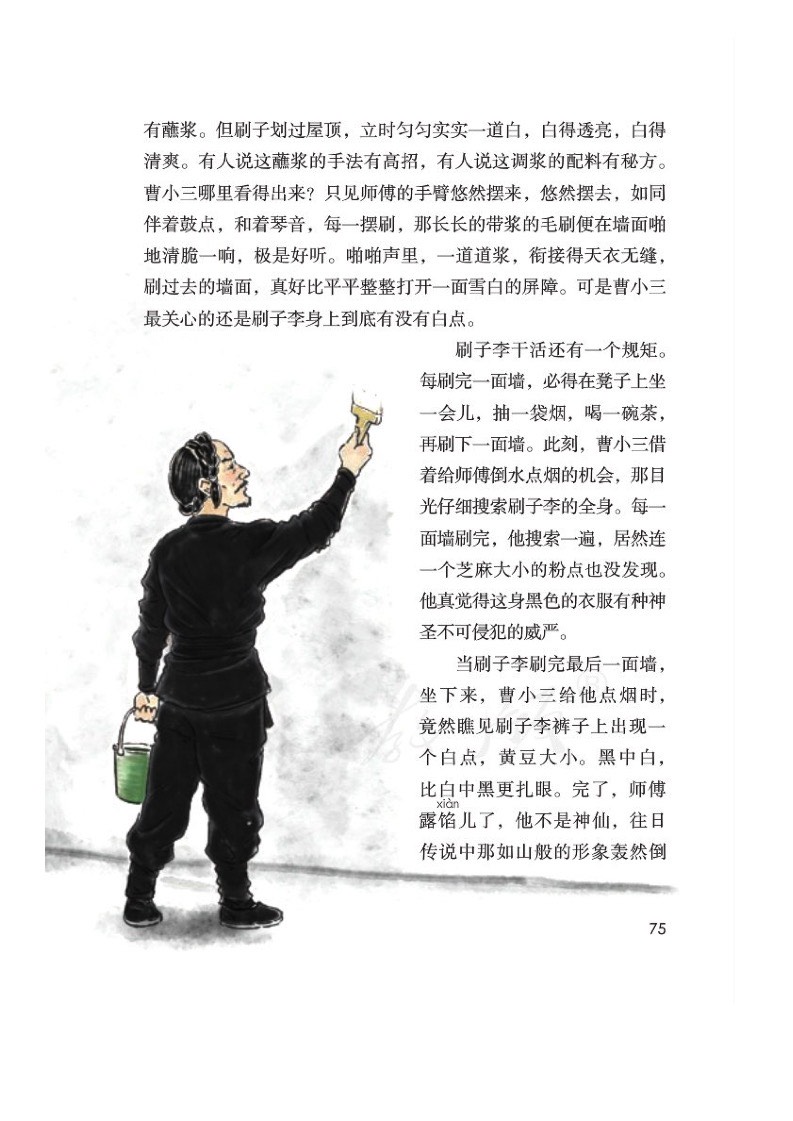 有蘸浆。但刷子划过屋顶，立时匀匀实实一道白，白得透亮，白得
清爽。有人说这蘸浆的手法有高招，有人说这调浆的配料有秘方。
曹小三哪里看得出来？只见师傅的手臂悠然摆来，悠然摆去，如同
伴着鼓点，和着琴音，每一摆刷，那长长的带浆的毛刷便在墙面啪
地清脆一响，极是好听。啪啪声里，一道道浆，衔接得天衣无缝，
刷过去的墙面，真好比平平整整打开一面雪白的屏障。可是曹小三
最关心的还是刷子李身上到底有没有白点。
刷子李干活还有一个规矩。
每刷完一面墙，必得在凳子上坐
一会儿，抽一袋烟，喝一碗茶，
再刷下一面墙。此刻，曹小三借
着给师傅倒水点烟的机会，那目
光仔细搜索刷子李的全身。每一
面墙刷完，他搜索一遍，居然连
一个芝麻大小的粉点也没发现。
他真觉得这身黑色的衣服有种神
圣不可侵犯的威严。
当刷子李刷完最后一面墙，
坐下来，曹小三给他点烟时，
竟然瞧见刷子李裤子上出现一
个白点，黄豆大小。黑中白，
比白中黑更扎眼。完了，师傅
xiàn
露馅儿了，他不是神仙，往日
传说中那如山般的形象轰然倒
75